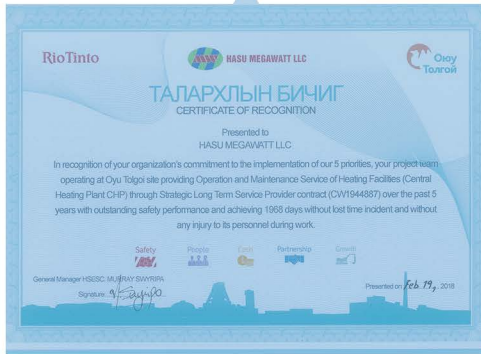 RioTinto
HASU MEGAWATT LLC
Оюу
Толгой
ТАЛАРХЛЫН БИЧИГ
CERTIFICATE OF RECOGNITION
Presented to
HASU MEGAWATT LLC
In recognition of your organization's commitment to the implementation of our 5 priorities, your project team
operating at Oyu Tolgoi site providing Operation and Maintenance Service of Heating Facilities (Central
Heating Plant CHP) through Strategic Long Term Service Provider contract (CW1944887) over the past 5
years with outstanding safety performance and achieving 1968 days without lost time incident and without
any injury to its personnel during work.
Safety People Cash Partnership Growth
General Manager HSESC, MURRAY SWYRIPA
Signature
Presented on Feb 19, 2018